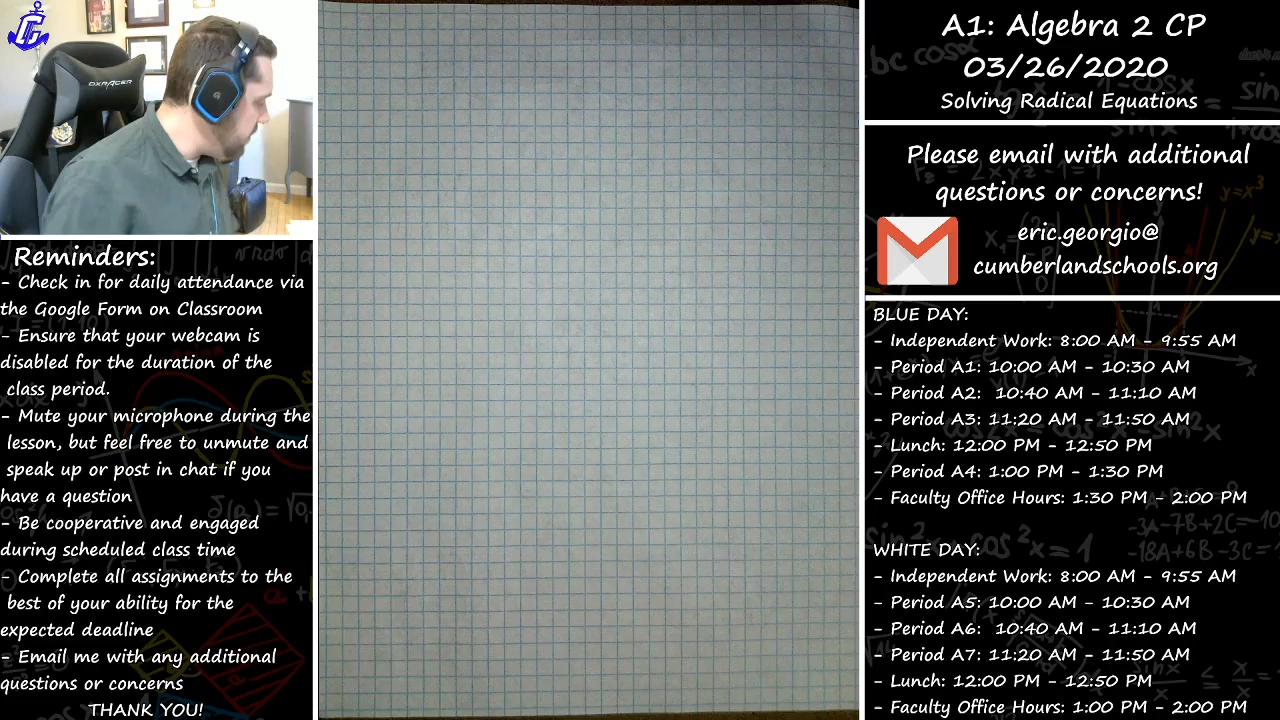 DXRACER
Reminders:
- Check in for daily attendance via
the Google Form on Classroom
- Ensure that your webcam is
disabled for the duration of the
class period.
- Mute your microphone during the
lesson, but feel free to unmute and
speak up or post in chat if you
have a question
- Be cooperative and engaged
during scheduled class time
- Complete all assignments to the
best of your ability for the
expected deadline
- Email me with any additional
questions or concerns
THANK YOU!
A1: Algebra 2 CP
03/26/2020
Solving Radical Equations
Please email with additional
questions or concerns!
eric.georgio@
cumberlandschools.org
BLUE DAY:
- Independent Work: 8:00 AM - 9:55 AM
- Period A1: 10:00 AM - 10:30 AM
- Period A2: 10:40 AM - 11:10 AM
- Period A3: 11:20 AM - 11:50 AM
- Lunch: 12:00 PM - 12:50 PM
- Period A4: 1:00 PM - 1:30 PM
- Faculty Office Hours: 1:30 PM - 2:00 PM
WHITE DAY:
- Independent Work: 8:00 AM - 9:55 AM
- Period A5: 10:00 AM - 10:30 AM
- Period A6: 10:40 AM - 11:10 AM
- Period A7: 11:20 AM - 11:50 AM
- Lunch: 12:00 PM - 12:50 PM
- Faculty Office Hours: 1:00 PM - 2:00 PM